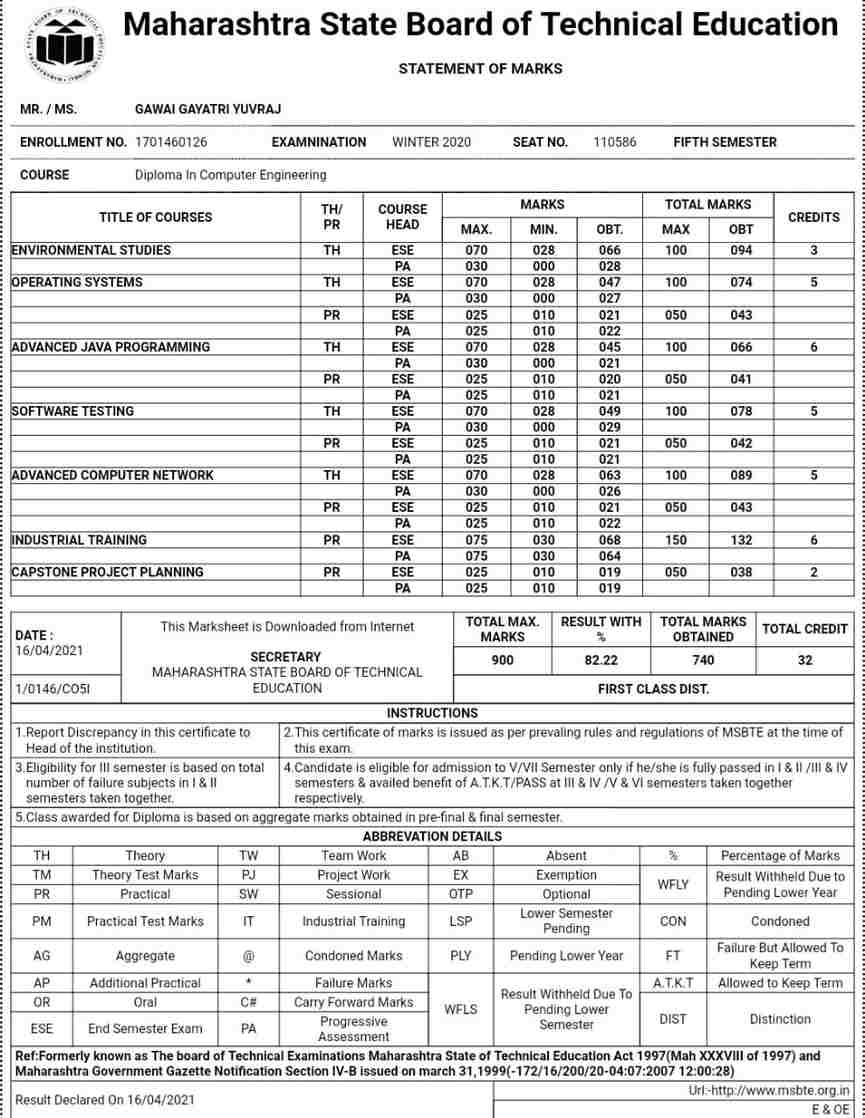 Maharashtra State Board of Technical Education
STATEMENT OF MARKS
MR. / MS. GAWAI GAYATRI YUVRAJ
ENROLLMENT NO. 1701460126 EXAMNINATION WINTER 2020 SEAT NO. 110586 FIFTH SEMESTER
COURSE Diploma In Computer Engineering
TITLE OF COURSES TH/ PR COURSE HEAD MARKS TOTAL MARKS CREDITS
MAX. MIN. OBT. MAX OBT
ENVIRONMENTAL STUDIES TH ESE 070 028 066 100 094 3
PA 030 000 028
OPERATING SYSTEMS TH ESE 070 028 047 100 074 5
PA 030 000 027
PR ESE 025 010 021 050 043
PA 025 010 022
ADVANCED JAVA PROGRAMMING TH ESE 070 028 045 100 066 6
PA 030 000 021
PR ESE 025 010 020 050 041
PA 025 010 021
SOFTWARE TESTING TH ESE 070 028 049 100 078 5
PA 030 000 029
PR ESE 025 010 021 050 042
PA 025 010 021
ADVANCED COMPUTER NETWORK TH ESE 070 028 063 100 089 5
PA 030 000 026
PR ESE 025 010 021 050 043
PA 025 010 022
INDUSTRIAL TRAINING PR ESE 075 030 068 150 132 6
PA 075 030 064
CAPSTONE PROJECT PLANNING PR ESE 025 010 019 050 038 2
PA 025 010 019
DATE :
16/04/2021
1/0146/CO5I
This Marksheet is Downloaded from Internet
SECRETARY
MAHARASHTRA STATE BOARD OF TECHNICAL
EDUCATION
TOTAL MAX. MARKS RESULT WITH % TOTAL MARKS OBTAINED TOTAL CREDIT
900 82.22 740 32
FIRST CLASS DIST.
INSTRUCTIONS
1.Report Discrepancy in this certificate to
Head of the institution.
2.This certificate of marks is issued as per prevaling rules and regulations of MSBTE at the time of
this exam.
3.Eligibility for III semester is based on total
number of failure subjects in I & II
semesters taken together.
4.Candidate is eligible for admission to V/VII Semester only if he/she is fully passed in I & II /III & IV
semesters & availed benefit of A.T.K.T/PASS at III & IV /V & VI semesters taken together
respectively.
5.Class awarded for Diploma is based on aggregate marks obtained in pre-final & final semester.
ABBREVATION DETAILS
TH Theory TW Team Work AB Absent % Percentage of Marks
TM Theory Test Marks PJ Project Work EX Exemption WFLY Result Withheld Due to Pending Lower Year
PR Practical SW Sessional OTP Optional
PM Practical Test Marks IT Industrial Training LSP Lower Semester Pending CON Condoned
AG Aggregate @ Condoned Marks PLY Pending Lower Year FT Failure But Allowed To Keep Term
AP Additional Practical * Failure Marks WFLS Result Withheld Due To Pending Lower Semester A.T.K.T Allowed to Keep Term
OR Oral C# Carry Forward Marks DIST Distinction
ESE End Semester Exam PA Progressive Assessment
Ref:Formerly known as The board of Technical Examinations Maharashtra State of Technical Education Act 1997(Mah XXXVIII of 1997) and
Maharashtra Government Gazette Notification Section IV-B issued on march 31,1999(-172/16/200/20-04:07:2007 12:00:28)
Result Declared On 16/04/2021
Url:-http://www.msbte.org.in
E & OE